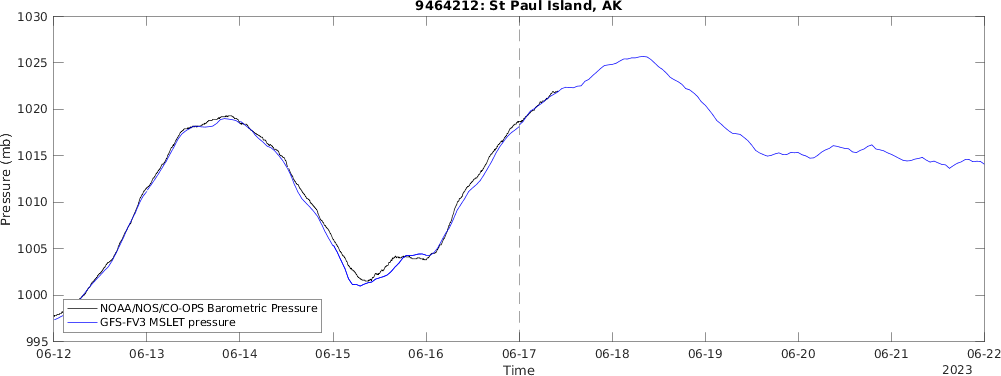 9464212: St Paul Island, AK
1030
1025
1020
1015
1010
1005
1000
995
Pressure (mb)
NOAA/NOS/CO-OPS Barometric Pressure
GFS-FV3 MSLET pressure
06-12 06-13 06-14 06-15 06-16 06-17 06-18 06-19 06-20 06-21 06-22
Time
2023